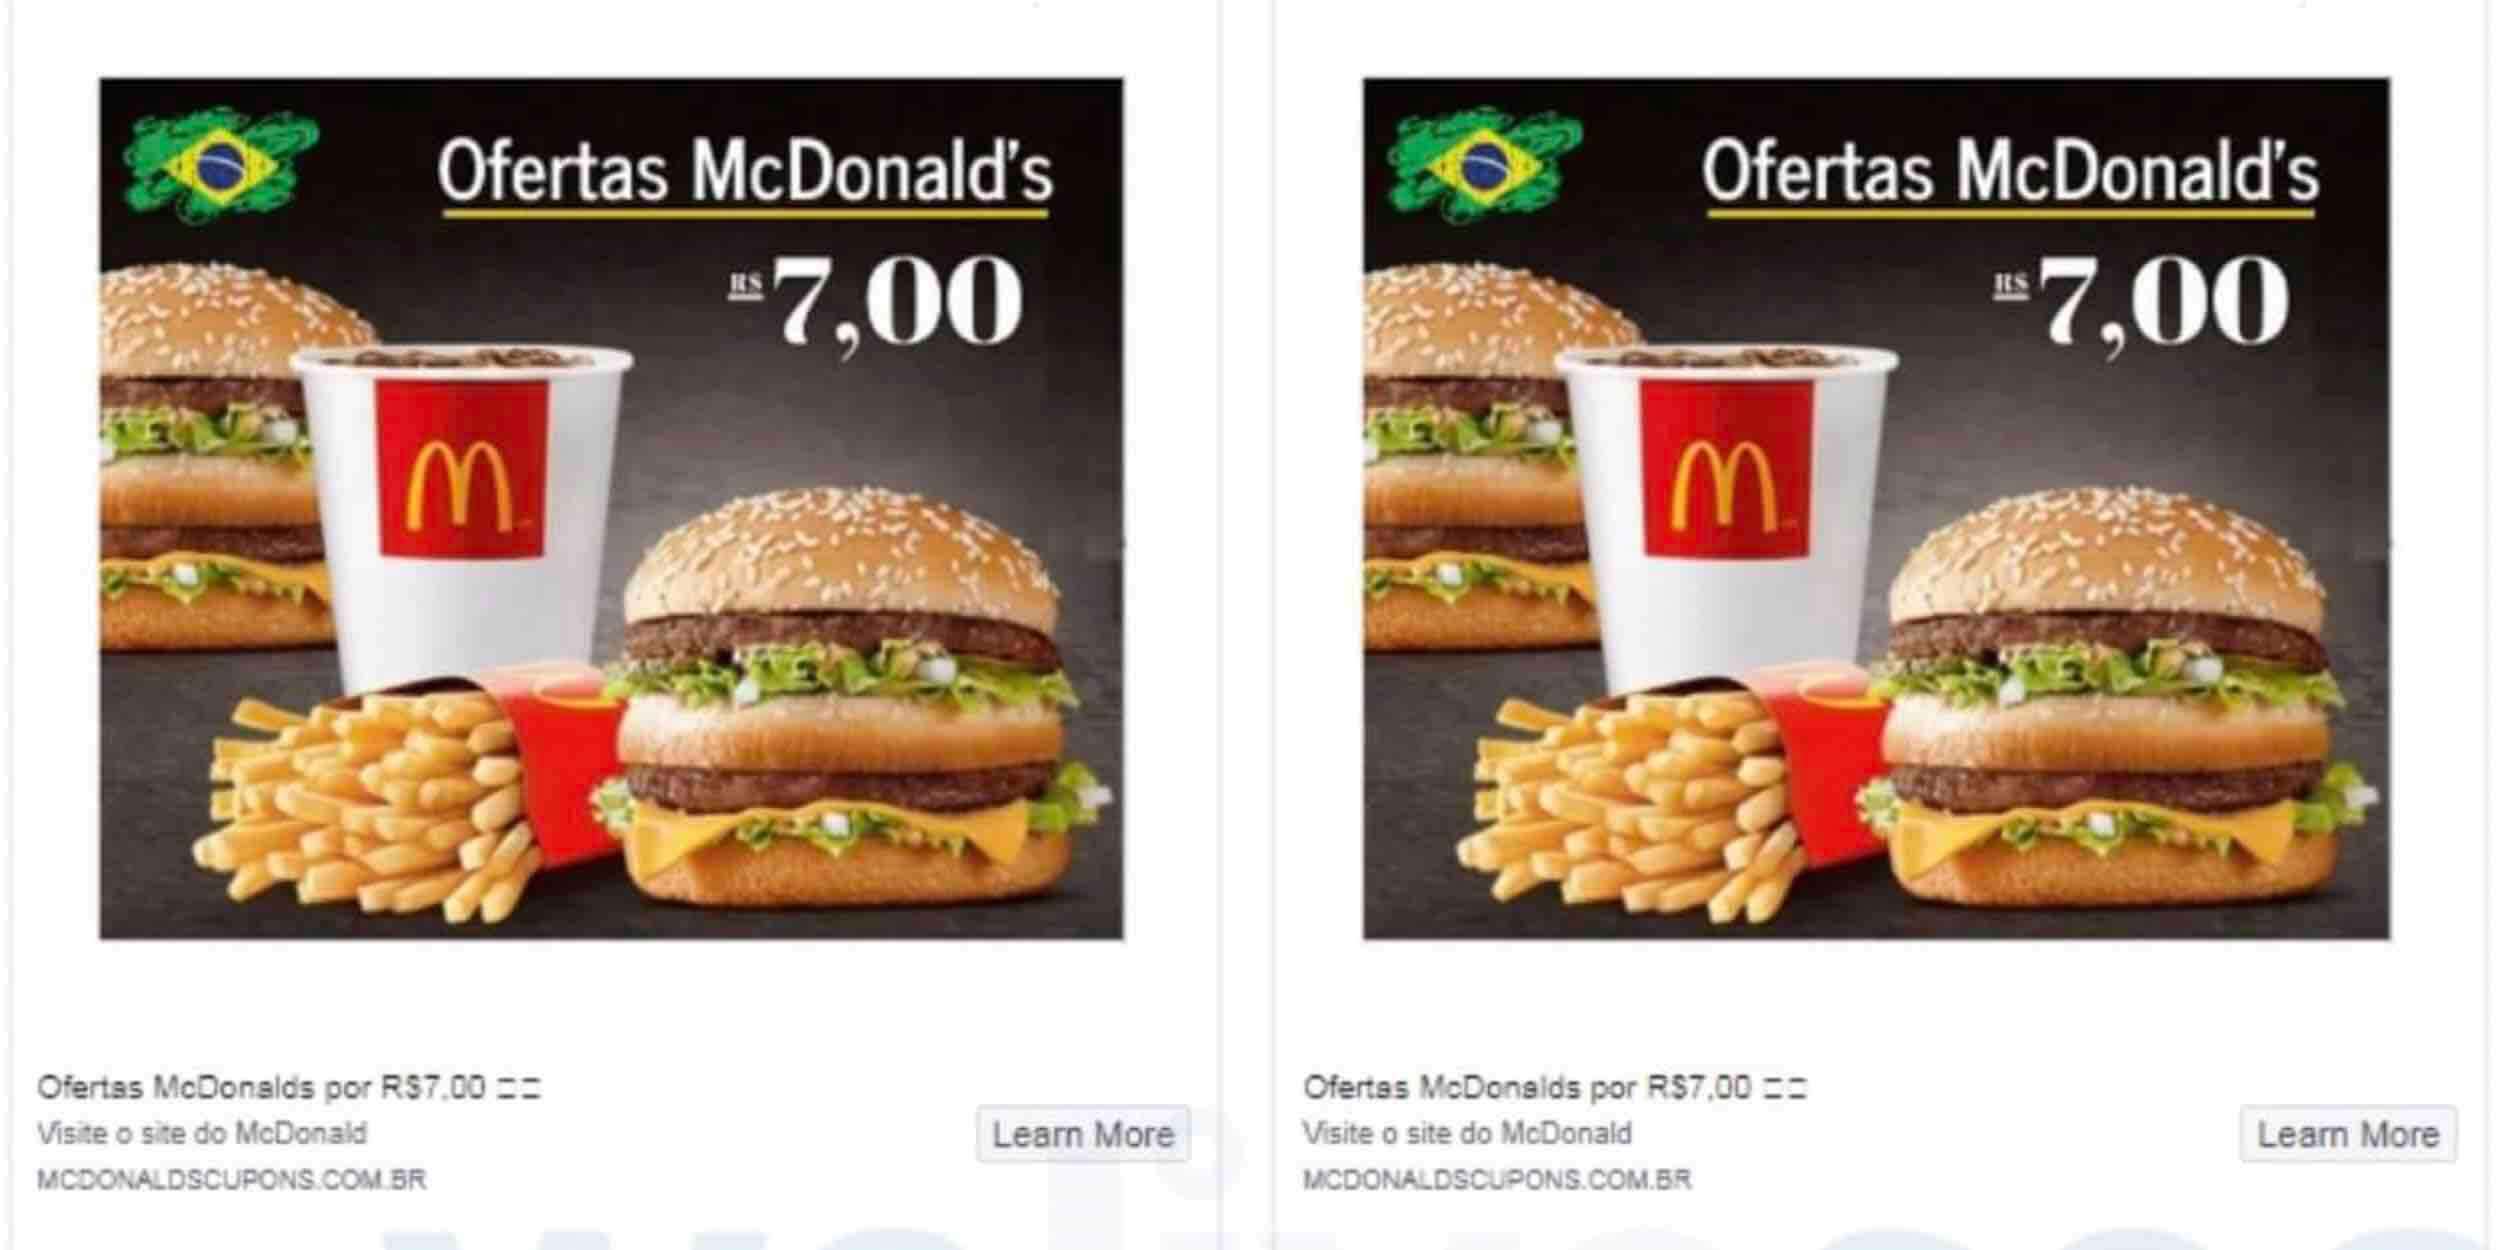 Ofertas McDonald's
R$ 7,00
Ofertas McDonalds por R$7,00
Visite o site do McDonald
MCDONALDSCUPONS.COM.BR
Learn More
Ofertas McDonald's
R$ 7,00
Ofertas McDonalds por R$7,00
Visite o site do McDonald
MCDONALDSCUPONS.COM.BR
Learn More